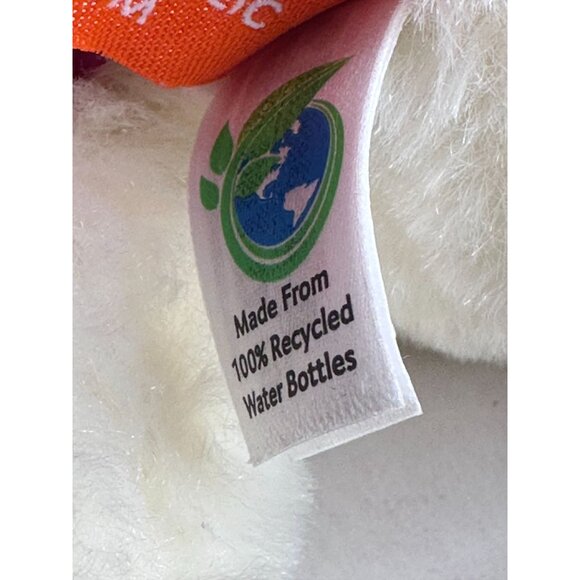 Made From
100% Recycled
Water Bottles